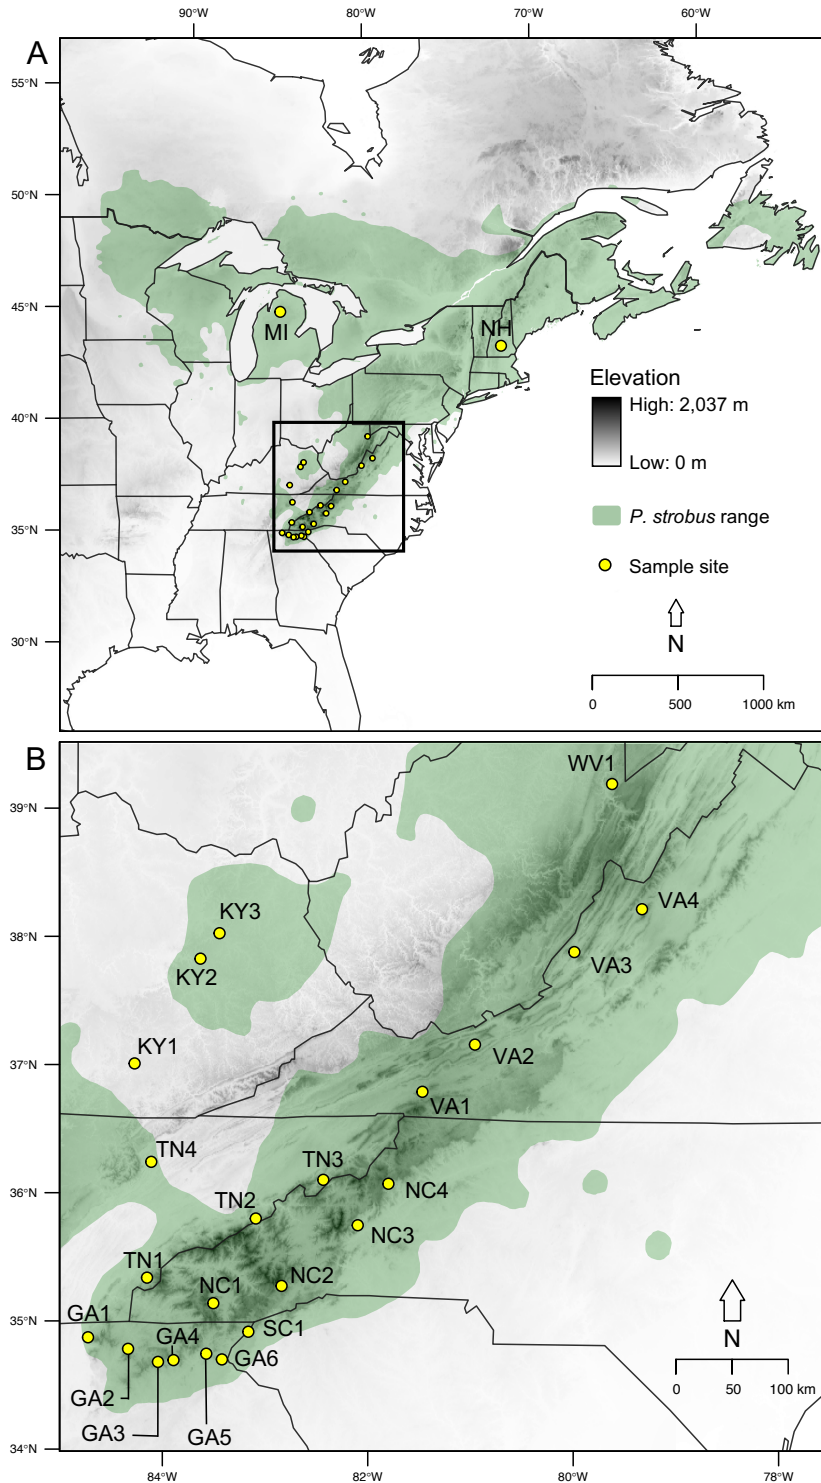 90°W 80°W 70°W 60°W
A
55°N
50°N
45°N
40°N
35°N
30°N
MI
NH
Elevation
High: 2,037 m
Low: 0 m
P. strobus range
Sample site
N
0 500 1000 km
B
39°N
38°N
37°N
36°N
35°N
34°N
WV1
VA4
KY3
VA3
KY2
KY1
VA2
VA1
TN4
TN3
NC4
TN2
NC3
TN1
NC2
NC1
GA1
SC1
GA4
GA6
GA2
GA3
GA5
N
0 50 100 km
84°W 82°W 80°W 78°W